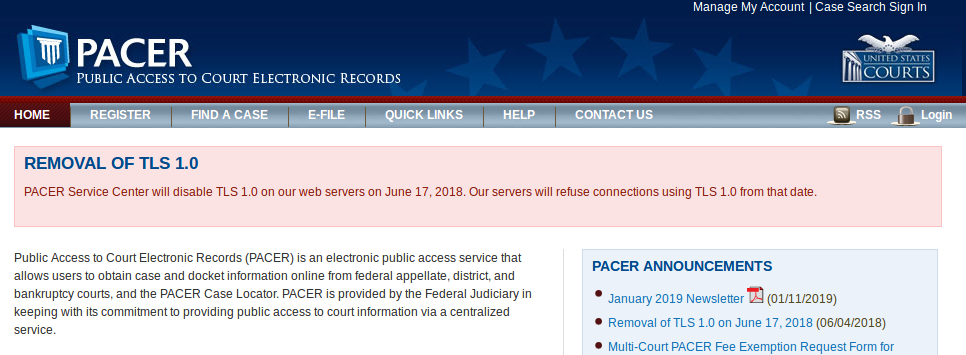 Manage My Account | Case Search Sign In
PACER
PUBLIC ACCESS TO COURT ELECTRONIC RECORDS
UNITED STATES
COURTS
HOME REGISTER FIND A CASE E-FILE QUICK LINKS HELP CONTACT US RSS Login
REMOVAL OF TLS 1.0
PACER Service Center will disable TLS 1.0 on our web servers on June 17, 2018. Our servers will refuse connections using TLS 1.0 from that date.
Public Access to Court Electronic Records (PACER) is an electronic public access service that
allows users to obtain case and docket information online from federal appellate, district, and
bankruptcy courts, and the PACER Case Locator. PACER is provided by the Federal Judiciary in
keeping with its commitment to providing public access to court information via a centralized
service.
PACER ANNOUNCEMENTS
January 2019 Newsletter (01/11/2019)
Removal of TLS 1.0 on June 17, 2018 (06/04/2018)
Multi-Court PACER Fee Exemption Request Form for